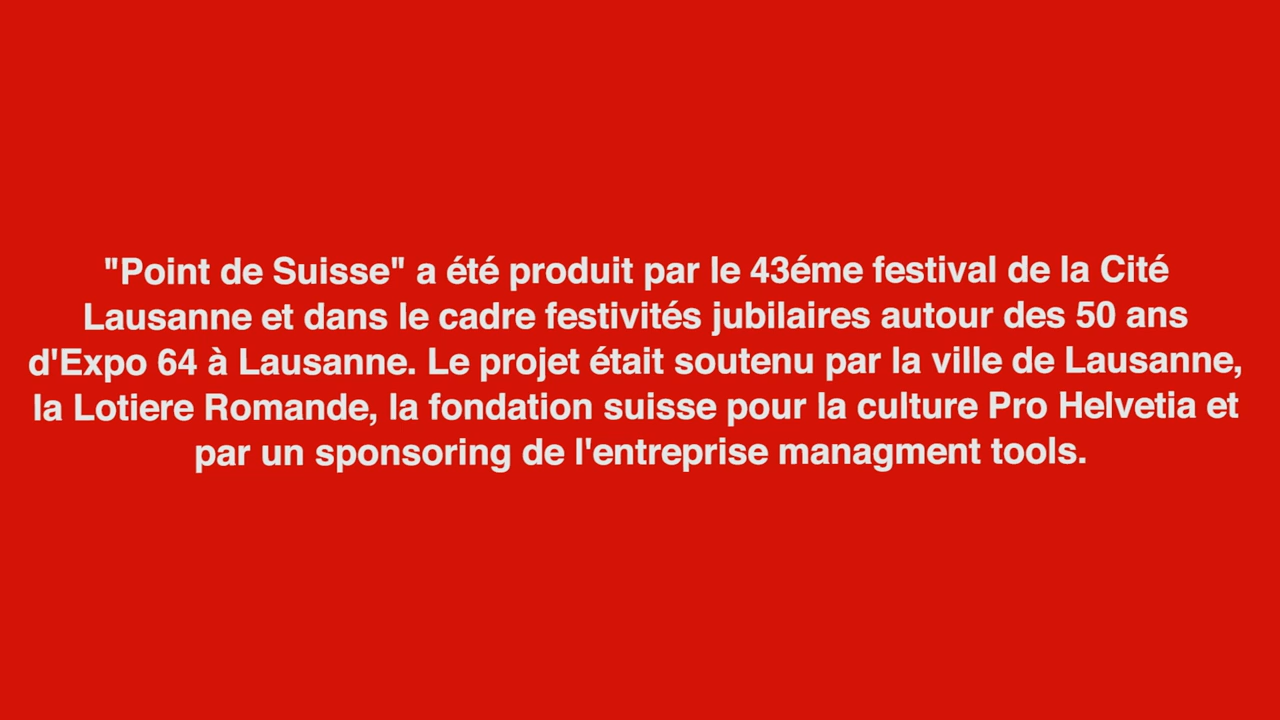 "Point de Suisse" a été produit par le 43éme festival de la Cité
Lausanne et dans le cadre festivités jubilaires autour des 50 ans
d'Expo 64 à Lausanne. Le projet était soutenu par la ville de Lausanne,
la Lotiere Romande, la fondation suisse pour la culture Pro Helvetia et
par un sponsoring de l'entreprise managment tools.